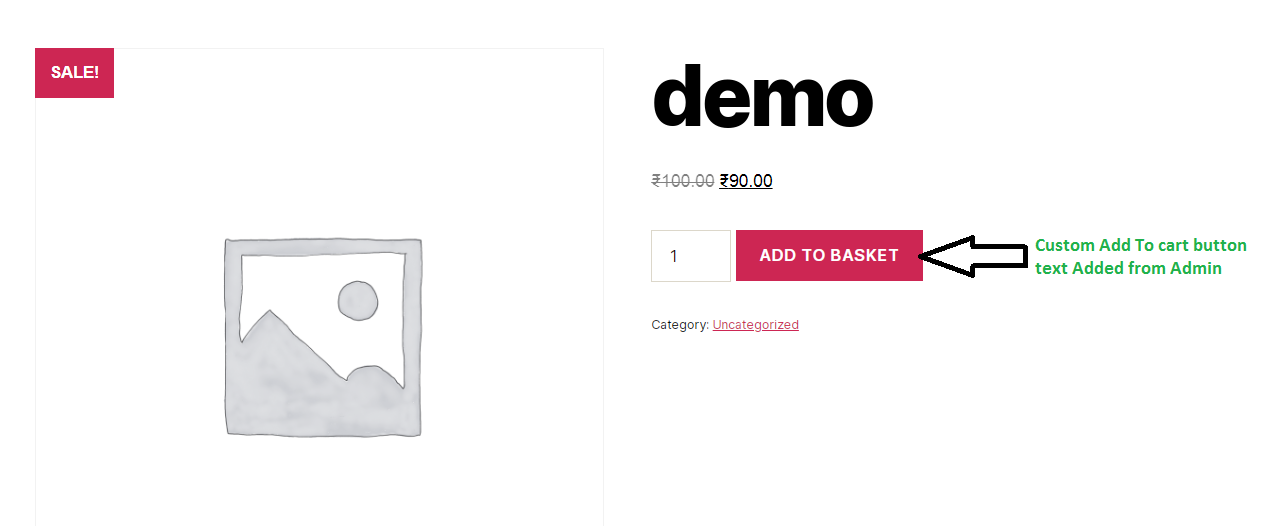 SALE!
demo
₹100.00 ₹90.00
1
ADD TO BASKET
Custom Add To cart button
text Added from Admin
Category: Uncategorized